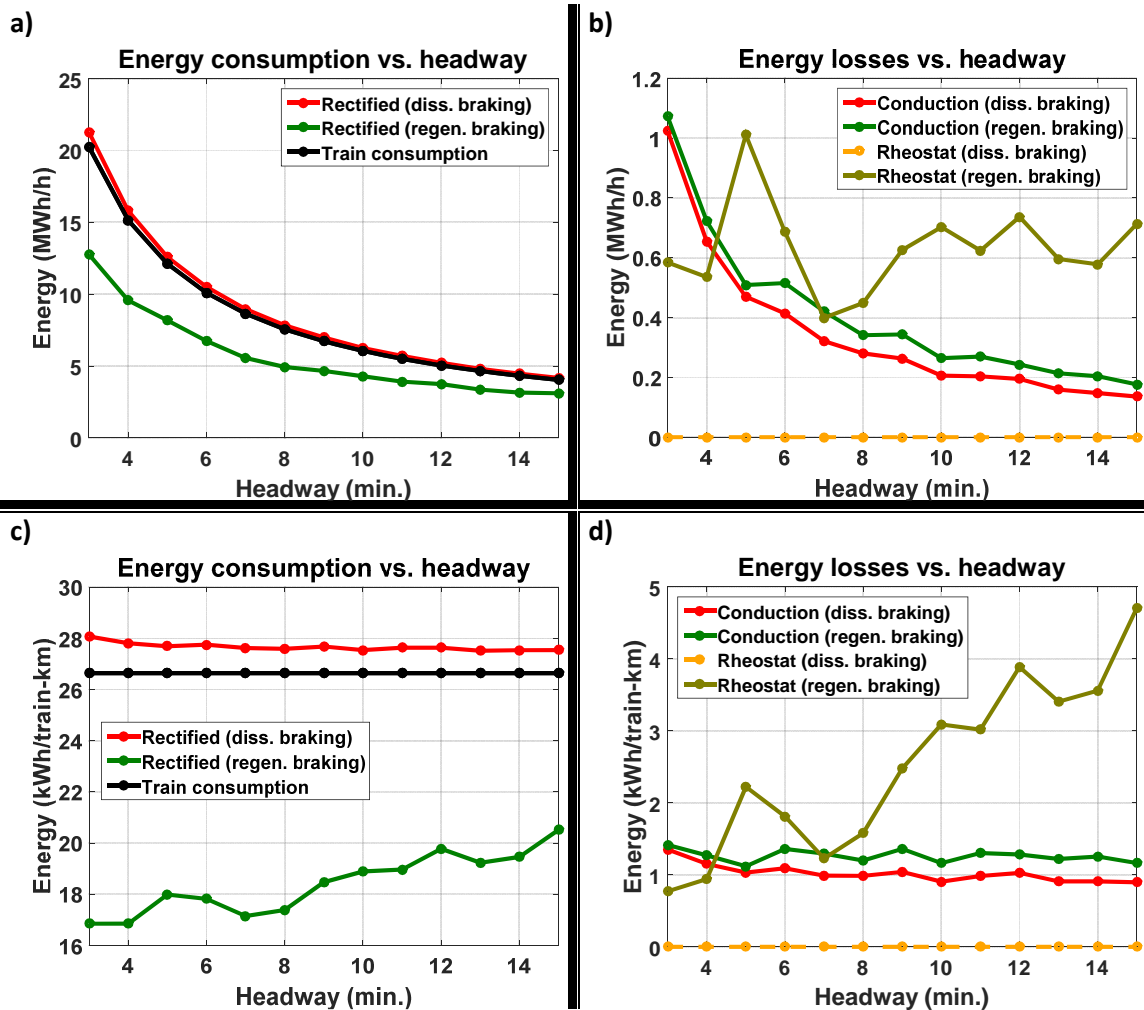 a)
Energy consumption vs. headway
25
20
15
10
5
0
Energy (MWh/h)
Rectified (diss. braking)
Rectified (regen. braking)
Train consumption
4 6 8 10 12 14
Headway (min.)
b)
Energy losses vs. headway
1.2
1
0.8
0.6
0.4
0.2
0
Energy (MWh/h)
Conduction (diss. braking)
Conduction (regen. braking)
Rheostat (diss. braking)
Rheostat (regen. braking)
4 6 8 10 12 14
Headway (min.)
c)
Energy consumption vs. headway
30
28
26
24
22
20
18
16
Energy (kWh/train-km)
Rectified (diss. braking)
Rectified (regen. braking)
Train consumption
4 6 8 10 12 14
Headway (min.)
d)
Energy losses vs. headway
5
4
3
2
1
0
Energy (kWh/train-km)
Conduction (diss. braking)
Conduction (regen. braking)
Rheostat (diss. braking)
Rheostat (regen. braking)
4 6 8 10 12 14
Headway (min.)